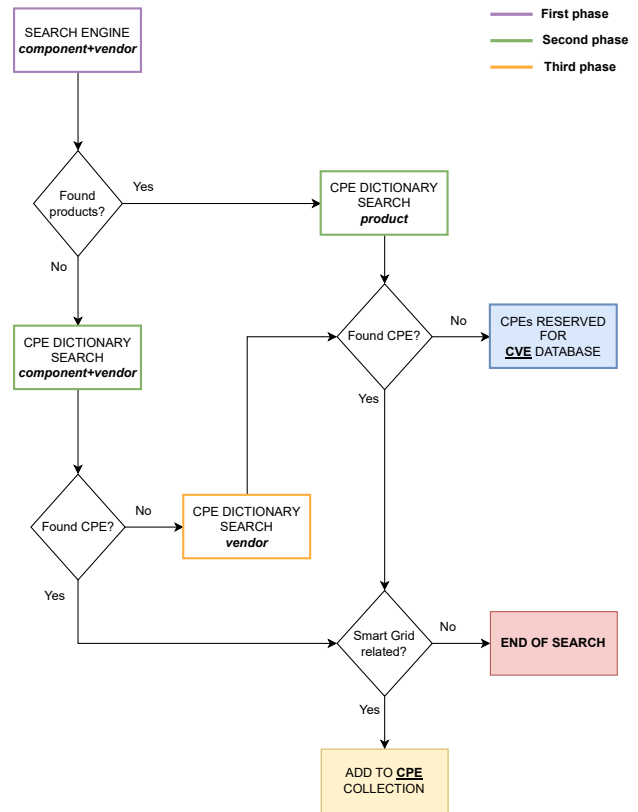 SEARCH ENGINE
component+vendor
First phase
Second phase
Third phase
Found
products?
Yes
No
CPE DICTIONARY
SEARCH
product
CPE DICTIONARY
SEARCH
component+vendor
Found CPE?
No
Yes
CPEs RESERVED
FOR
CVE DATABASE
Found CPE?
No
Yes
CPE DICTIONARY
SEARCH
vendor
Smart Grid
related?
No
Yes
END OF SEARCH
ADD TO CPE
COLLECTION